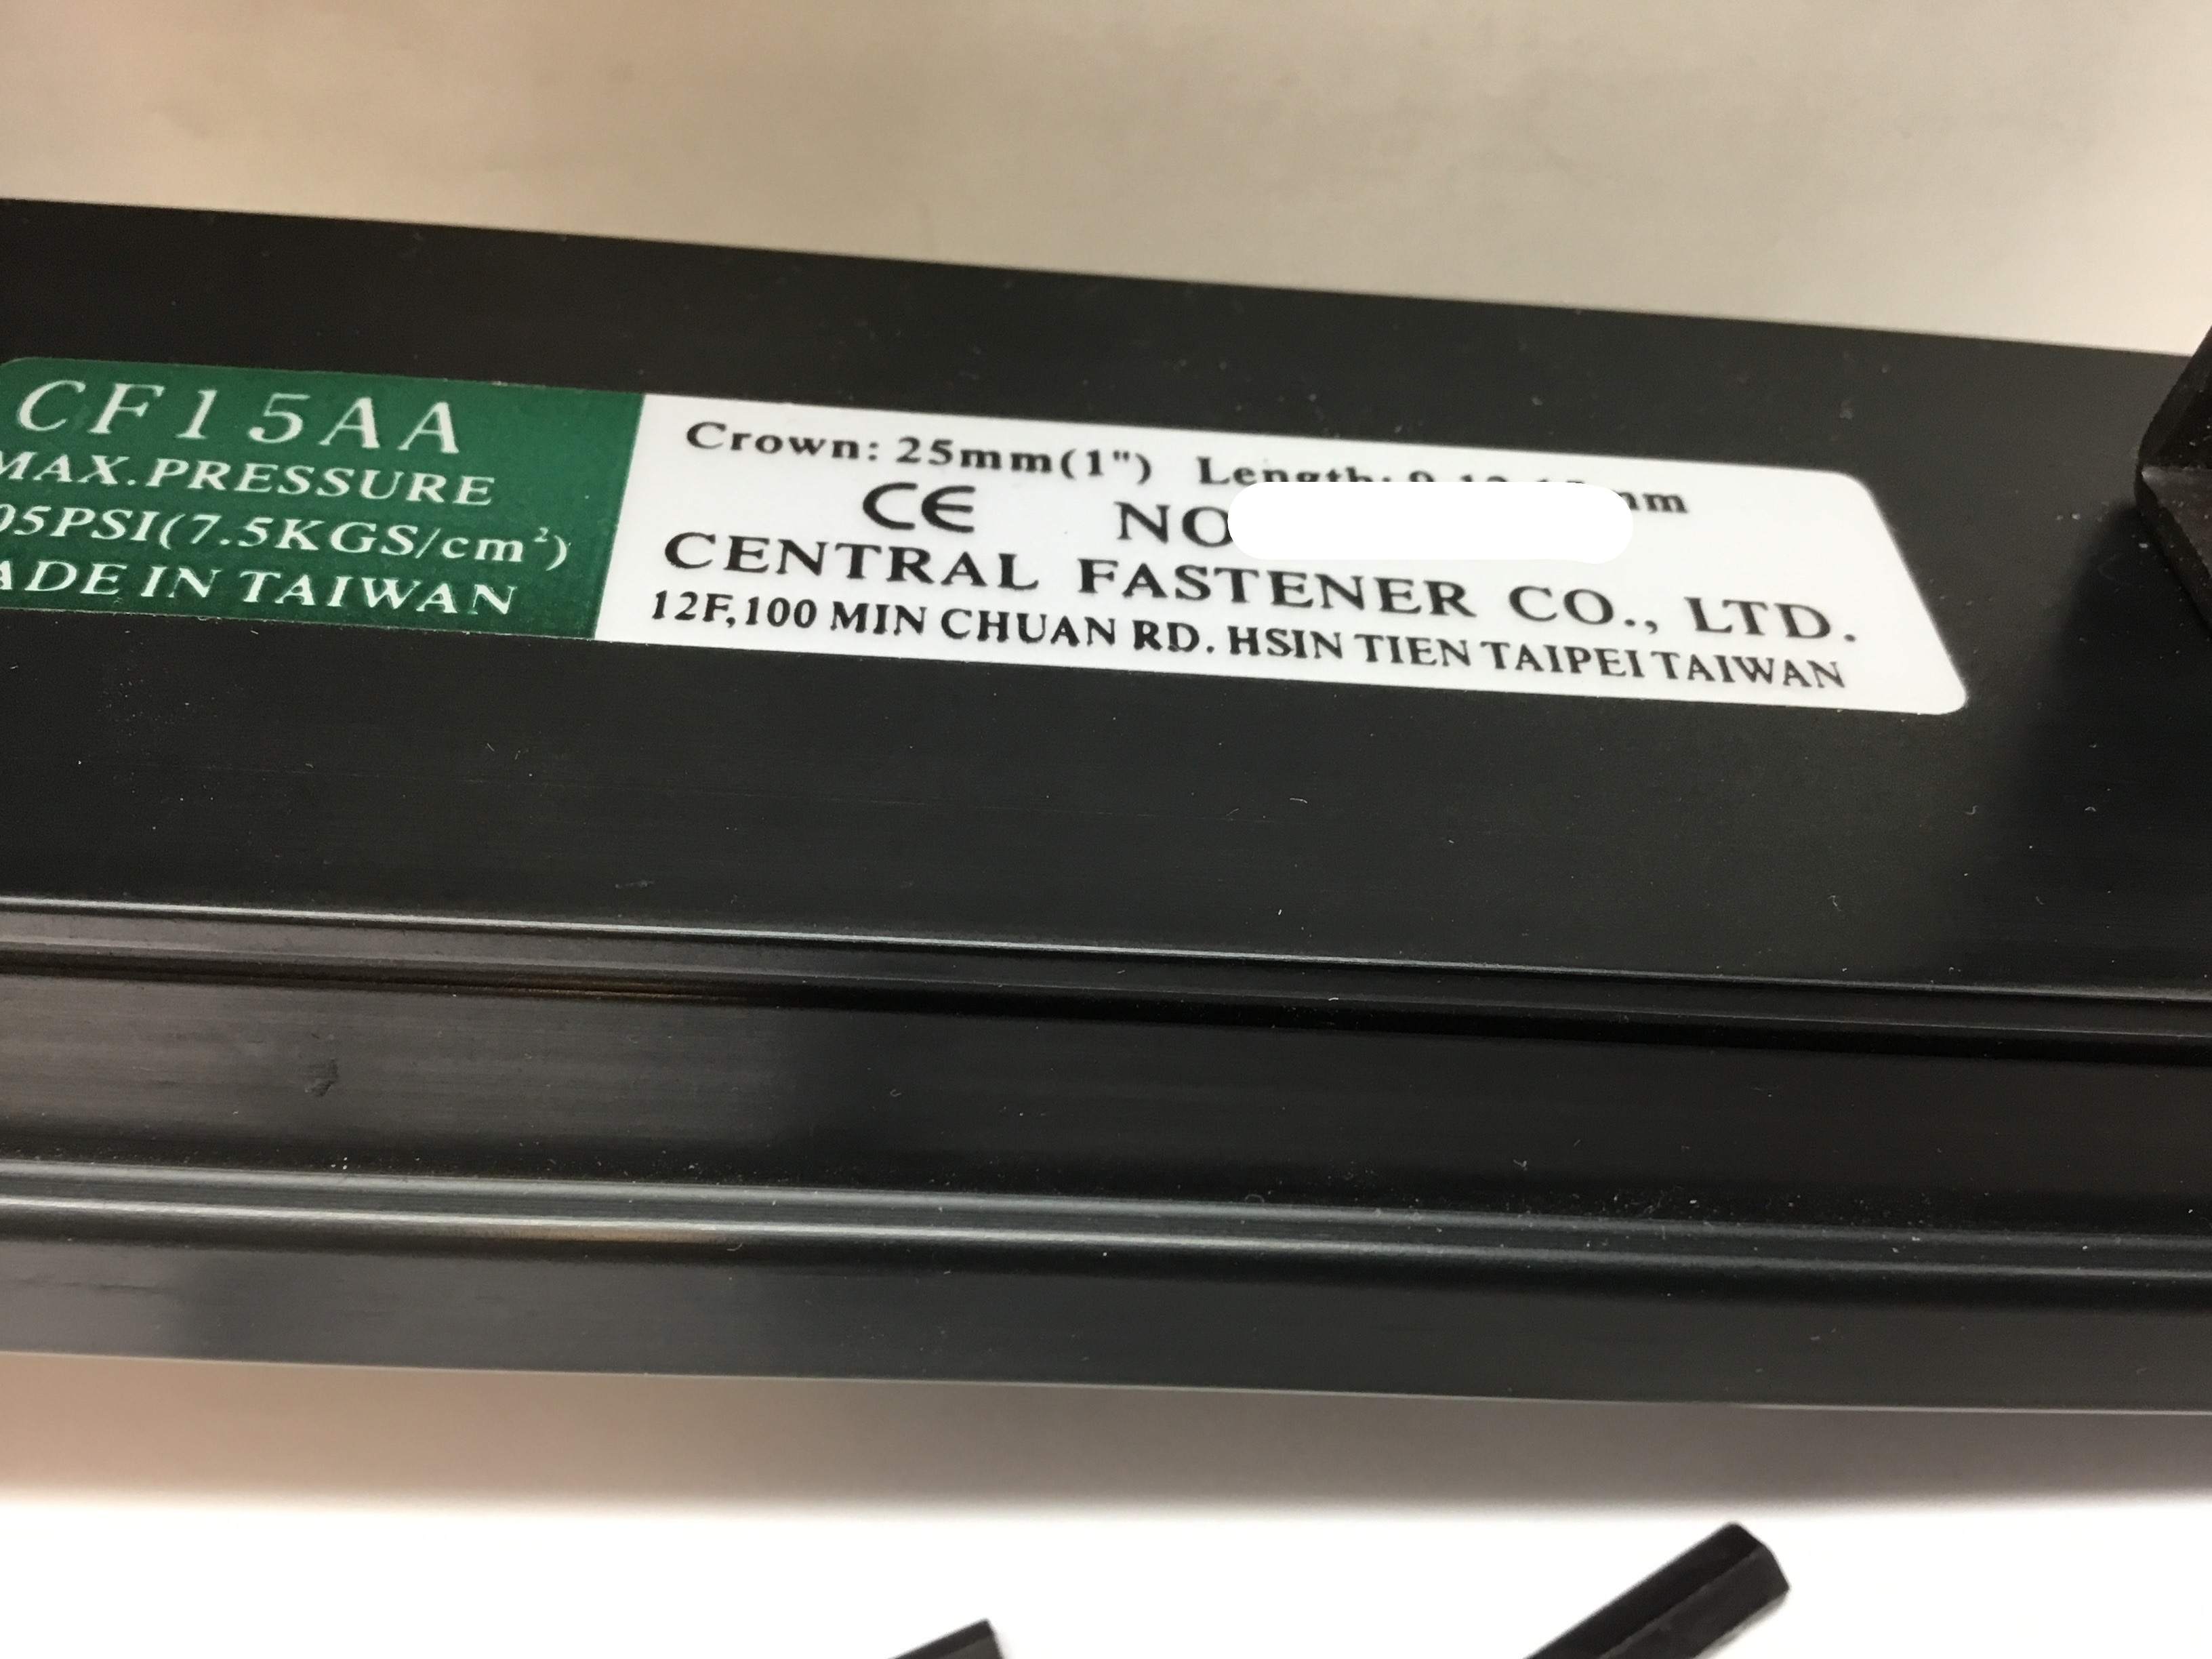 CF15AA
MAX.PRESSURE
05PSI(7.5KGS/cm²)
ADE IN TAIWAN
Crown: 25mm(1") Length:
CE NO
CENTRAL FASTENER CO., LTD.
12F,100 MIN CHUAN RD. HSIN TIEN TAIPEI TAIWAN